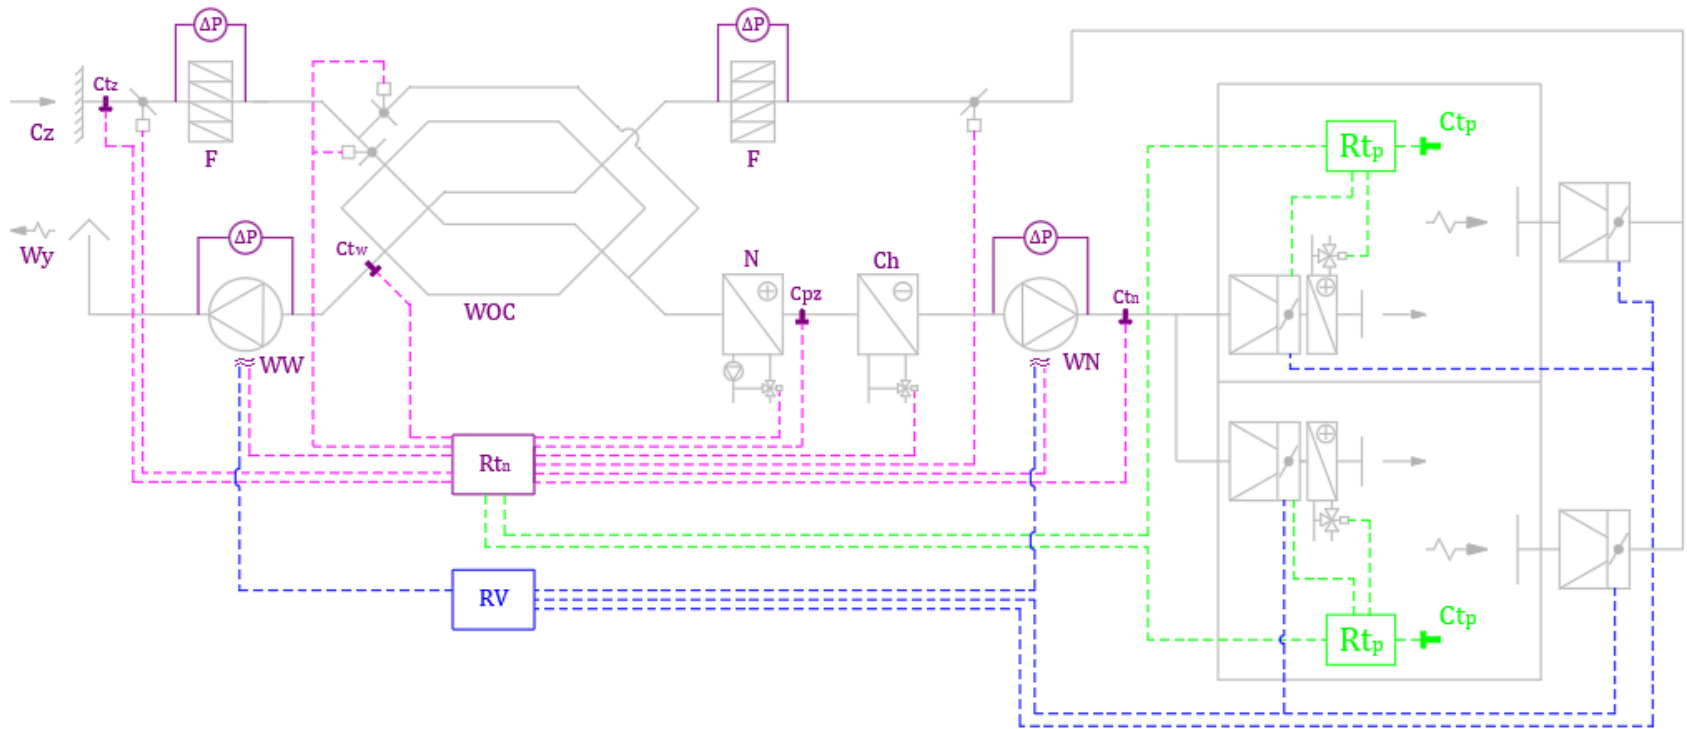 ΔP
ΔP
Ctz
Cz
F
F
Rtp
Ctp
Wy
ΔP
Ctw
ΔP
N
Ch
Cpz
Ctn
WOC
WW
WN
Rtn
RV
Rtp
Ctp